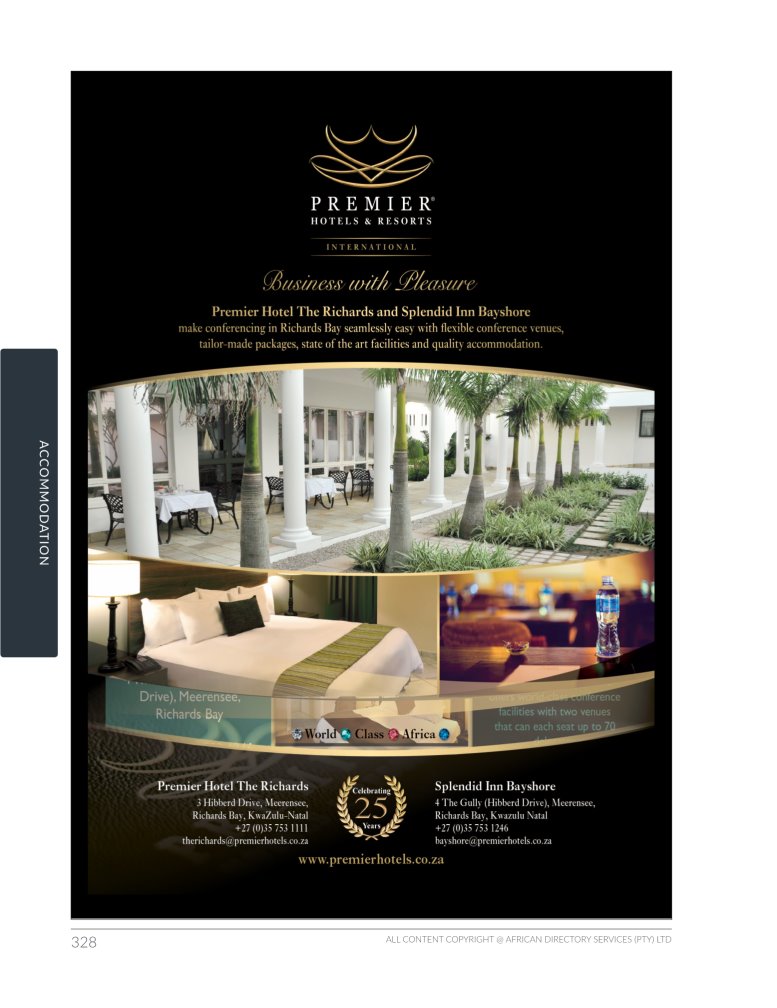 PREMIER®
HOTELS & RESORTS
INTERNATIONAL
Business with Pleasure
Premier Hotel The Richards and Splendid Inn Bayshore
make conferencing in Richards Bay seamlessly easy with flexible conference venues,
tailor-made packages, state of the art facilities and quality accommodation.
ACCOMMODATION
Drive), Meerensee,
Richards Bay
conference
facilities with two venues
that can each seat up to 70
World Class Africa
Premier Hotel The Richards
3 Hibberd Drive, Meerensee,
Richards Bay, KwaZulu-Natal
+27 (0)35 753 1111
therichards@premierhotels.co.za
Celebrating
25
Years
Splendid Inn Bayshore
4 The Gully (Hibberd Drive), Meerensee,
Richards Bay, Kwazulu Natal
+27 (0)35 753 1246
bayshore@premierhotels.co.za
www.premierhotels.co.za
328
ALL CONTENT COPYRIGHT @ AFRICAN DIRECTORY SERVICES (PTY) LTD